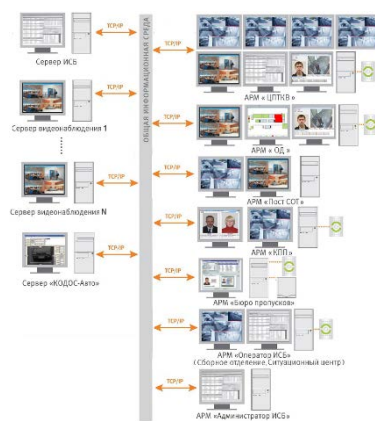 TCP/IP
Сервер ИСБ
TCP/IP
Сервер видеонаблюдения 1
TCP/IP
Сервер видеонаблюдения N
TCP/IP
Сервер «КОДОС-Авто»
ОБЩАЯ ИНФОРМАЦИОННАЯ СРЕДА
TCP/IP
АРМ « ЦПТКВ »
TCP/IP
АРМ « ОД »
TCP/IP
АРМ « Пост СОТ»
TCP/IP
АРМ «КПП»
TCP/IP
АРМ «Бюро пропусков»
TCP/IP
АРМ «Оператор ИСБ»
(Сборное отделение, Ситуационный центр)
TCP/IP
АРМ «Администратор ИСБ»